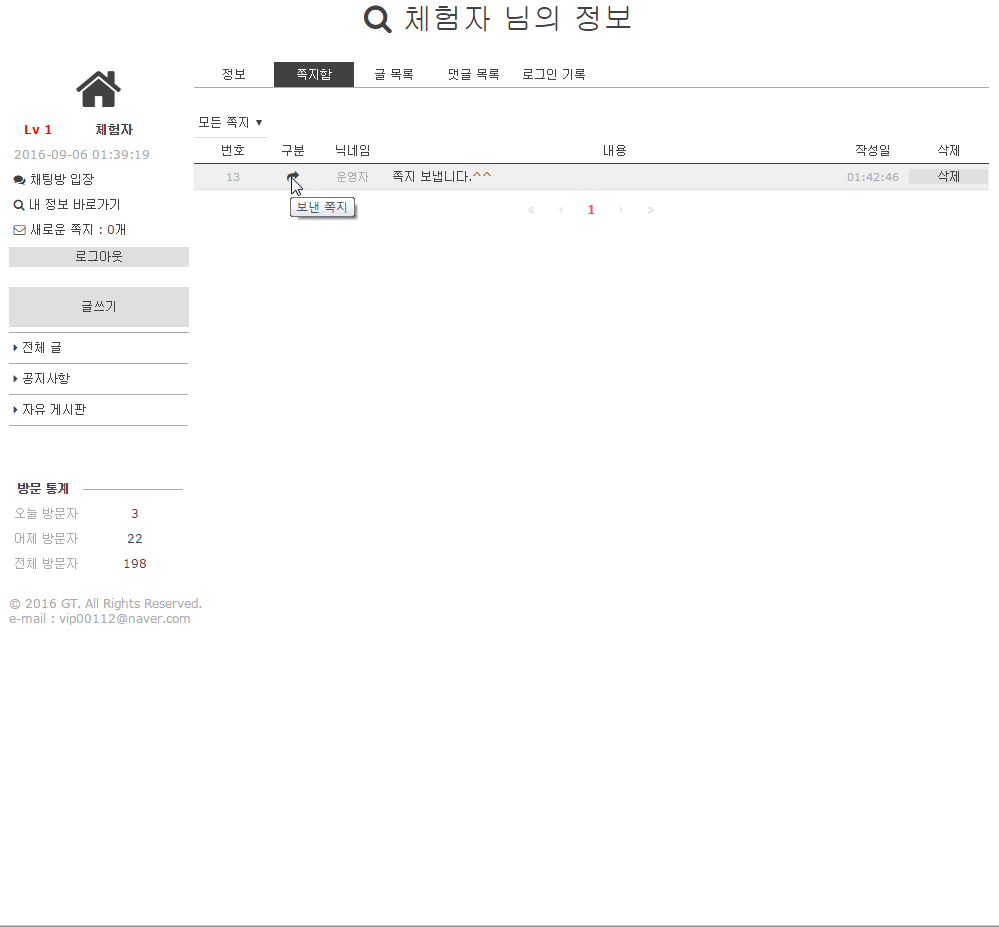 체험자 님의 정보
정보 쪽지함 글 목록 댓글 목록 로그인 기록
Lv 1 체험자
2016-09-06 01:39:19
채팅방 입장
내 정보 바로가기
새로운 쪽지 : 0개
로그아웃
글쓰기
전체 글
공지사항
자유 게시판
방문 통계
오늘 방문자 3
어제 방문자 22
전체 방문자 198
© 2016 GT. All Rights Reserved.
e-mail : vip00112@naver.com
모든 쪽지 ▼
번호 구분 닉네임 내용 작성일 삭제
13 운영자 쪽지 보냅니다.^^ 01:42:46 삭제
보낸 쪽지
« ‹ 1 › »